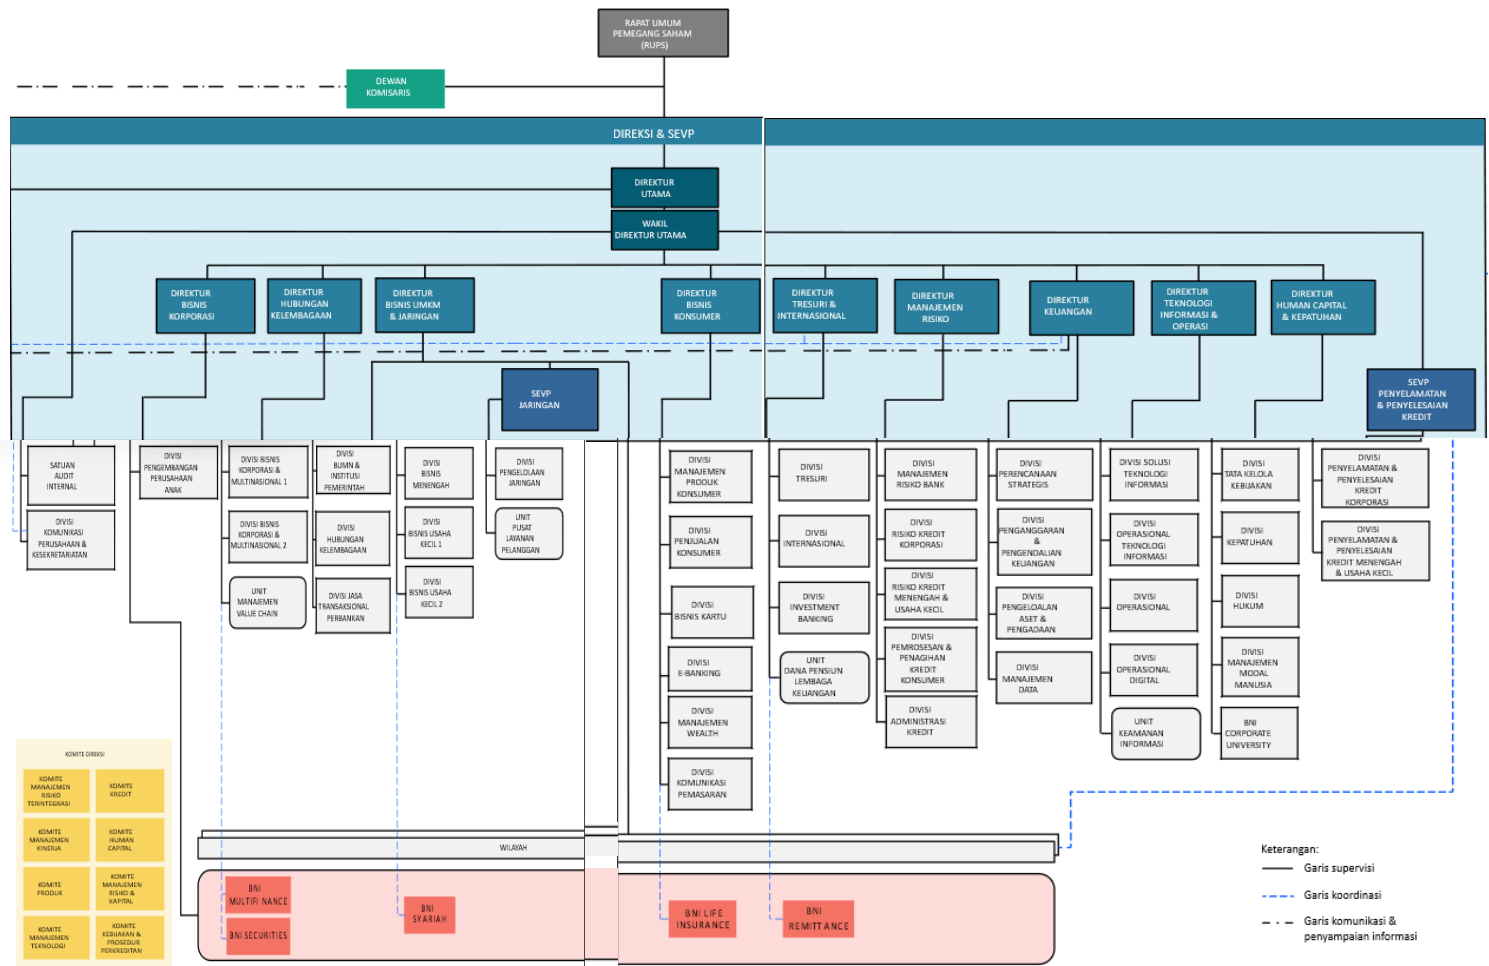 RAPAT UMUM
PEMEGANG SAHAM
(RUPS)
DEWAN
KOMISARIS
DIREKSI & SEVP
DIREKTUR
UTAMA
WAKIL
DIREKTUR UTAMA
DIREKTUR
BISNIS
KORPORASI
DIREKTUR
HUBUNGAN
KELEMBAGAAN
DIREKTUR
BISNIS UMKM
& JARINGAN
DIREKTUR
BISNIS
KONSUMER
DIREKTUR
TRESURI &
INTERNASIONAL
DIREKTUR
MANAJEMEN
RISIKO
DIREKTUR
KEUANGAN
DIREKTUR
TEKNOLOGI
INFORMASI &
OPERASI
DIREKTUR
HUMAN CAPITAL
& KEPATUHAN
SEVP
JARINGAN
SEVP
PENYELAMATAN
& PENYELESAIAN
KREDIT
SATUAN
AUDIT
INTERNAL
DIVISI
KOMUNIKASI
PERUSAHAAN &
KESEKRETARIATAN
DIVISI
PENGEMBANGAN
PERUSAHAAN
ANAK
DIVISI BISNIS
KORPORASI &
MULTINASIONAL 1
DIVISI BISNIS
KORPORASI &
MULTINASIONAL 2
UNIT
MANAJEMEN
VALUE CHAIN
DIVISI
BUMN &
INSTITUSI
PEMERINTAH
DIVISI
HUBUNGAN
KELEMBAGAAN
DIVISI JASA
TRANSAKSIONAL
PERBANKAN
DIVISI
BISNIS
MENENGAH
DIVISI
BISNIS USAHA
KECIL 1
DIVISI
BISNIS USAHA
KECIL 2
DIVISI
PENGELOLAAN
JARINGAN
UNIT
PUSAT
LAYANAN
PELANGGAN
DIVISI
MANAJEMEN
PRODUK
KONSUMER
DIVISI
PENJUALAN
KONSUMER
DIVISI
BISNIS KARTU
DIVISI
E-BANKING
DIVISI
MANAJEMEN
WEALTH
DIVISI
KOMUNIKASI
PEMASARAN
DIVISI
TRESURI
DIVISI
INTERNASIONAL
DIVISI
INVESTMENT
BANKING
UNIT
DANA PENSIUN
LEMBAGA
KEUANGAN
DIVISI
MANAJEMEN
RISIKO BANK
DIVISI
RISIKO KREDIT
KORPORASI
DIVISI
RISIKO KREDIT
MENENGAH &
USAHA KECIL
DIVISI
PEMROSESAN &
PENAGIHAN
KREDIT
KONSUMER
DIVISI
ADMINISTRASI
KREDIT
DIVISI
PERENCANAAN
STRATEGIS
DIVISI
PENGANGGARAN
&
PENGENDALIAN
KEUANGAN
DIVISI
PENGELOALAN
ASET &
PENGADAAN
DIVISI
MANAJEMEN
DATA
DIVISI SOLUSI
TEKNOLOGI
INFORMASI
DIVISI
OPERASIONAL
TEKNOLOGI
INFORMASI
DIVISI
OPERASIONAL
DIVISI
OPERASIONAL
DIGITAL
UNIT
KEAMANAN
INFORMASI
DIVISI
TATA KELOLA
KEBIJAKAN
DIVISI
KEPATUHAN
DIVISI
HUKUM
DIVISI
MANAJEMEN
MODAL
MANUSIA
BNI
CORPORATE
UNIVERSITY
DIVISI
PENYELAMATAN &
PENYELESAIAN
KREDIT
KORPORASI
DIVISI
PENYELAMATAN &
PENYELESAIAN
KREDIT MENENGAH
& USAHA KECIL
KOMITE DIREKSI
KOMITE
MANAJEMEN
RISIKO
TERINTEGRASI
KOMITE
KREDIT
KOMITE
MANAJEMEN
KINERJA
KOMITE
HUMAN
CAPITAL
KOMITE
PRODUK
KOMITE
MANAJEMEN
RISIKO &
KAPITAL
KOMITE
MANAJEMEN
TEKNOLOGI
KOMITE
KEBIJAKAN &
PROSEDUR
PERKREDITAN
WILAYAH
BNI
MULTIFINANCE
BNI SECURITIES
BNI
SYARIAH
BNI LIFE
INSURANCE
BNI
REMITTANCE
Keterangan:
Garis supervisi
Garis koordinasi
Garis komunikasi &
penyampaian informasi